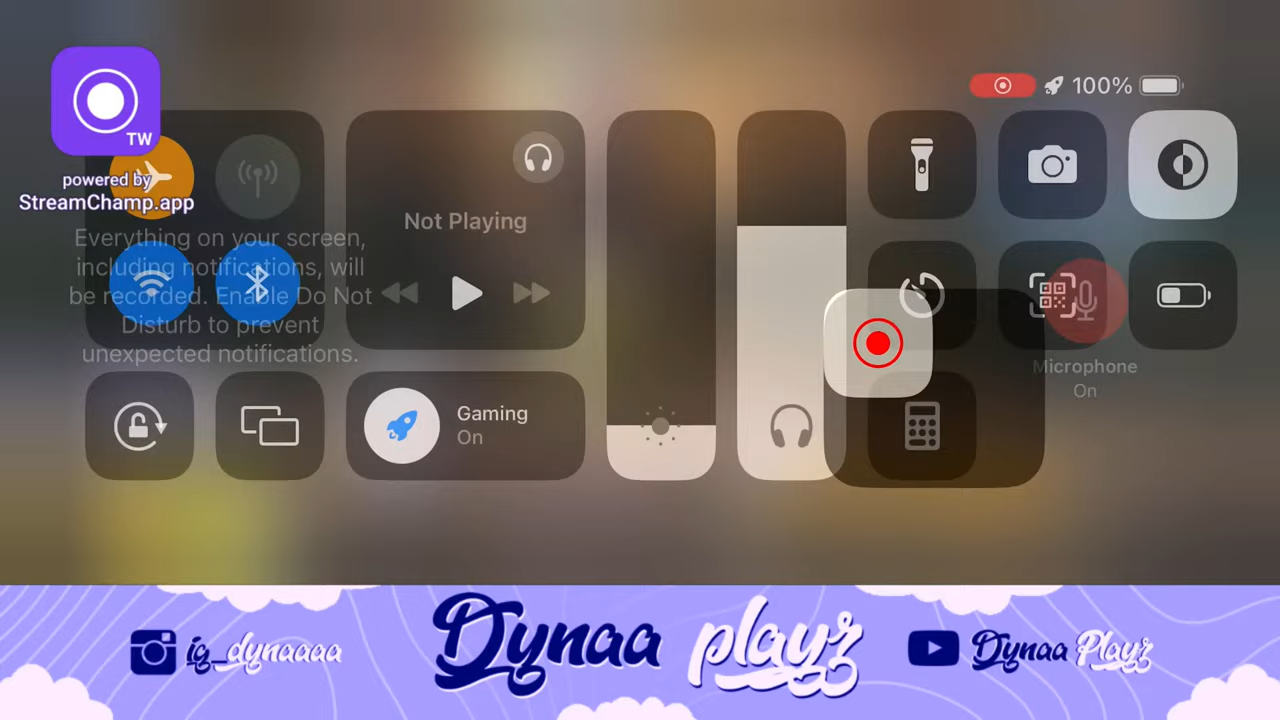 TW
powered by
StreamChamp.app
100%
Everything on your screen,
including notifications, will
be recorded. Enable Do Not
Disturb to prevent
unexpected notifications.
Not Playing
Gaming
On
Microphone
On
ig_dynaaaa
Dynaa playz
Dynaa Playz